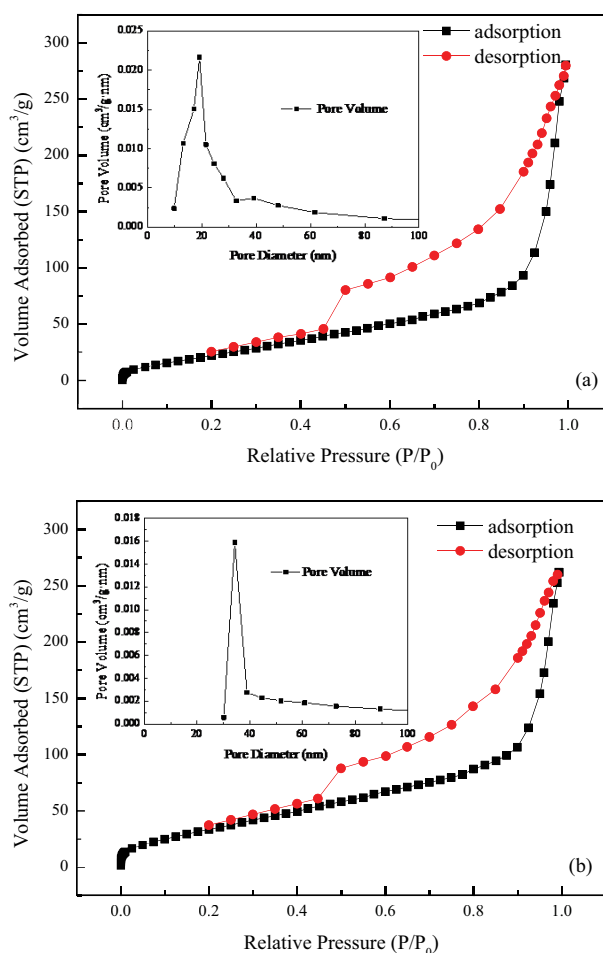 300
250
200
150
100
50
0
Volume Adsorbed (STP) (cm³/g)
0.0 0.2 0.4 0.6 0.8 1.0
Relative Pressure (P/P₀)
adsorption
desorption
(a)
0.025
0.020
0.015
0.010
0.005
0.000
Pore Volume (cm³/g·nm)
Pore Volume
0 20 40 60 80 100
Pore Diameter (nm)
300
250
200
150
100
50
0
Volume Adsorbed (STP) (cm³/g)
0.0 0.2 0.4 0.6 0.8 1.0
Relative Pressure (P/P₀)
adsorption
desorption
(b)
0.018
0.016
0.014
0.012
0.010
0.008
0.006
0.004
0.002
0.000
Pore Volume (cm³/g·nm)
Pore Volume
0 20 40 60 80 100
Pore Diameter (nm)